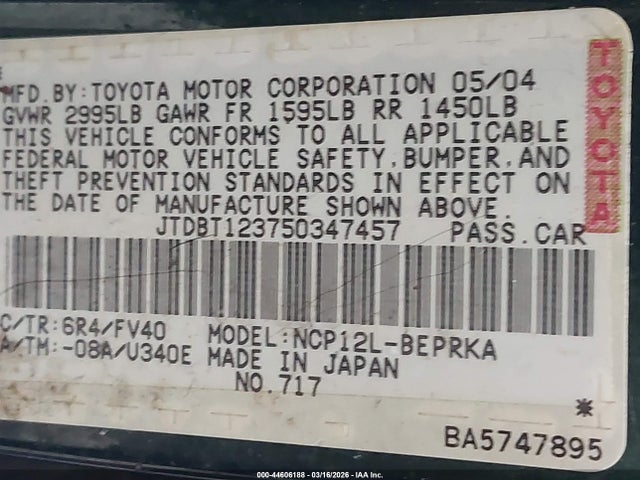 MFD. BY: TOYOTA MOTOR CORPORATION 05/04
GVWR 2995LB GAWR FR 1595LB RR 1450LB
THIS VEHICLE CONFORMS TO ALL APPLICABLE
FEDERAL MOTOR VEHICLE SAFETY, BUMPER, AND
THEFT PREVENTION STANDARDS IN EFFECT ON
THE DATE OF MANUFACTURE SHOWN ABOVE.
JTDBT123750347457 PASS. CAR
TOYOTA
C/TR: 6R4/FV40 MODEL: NCP12L-BEPRKA
A/TM: -08A/U340E MADE IN JAPAN
NO. 717
*
BA5747895
000-44606188 - 03/16/2026 - IAA Inc.